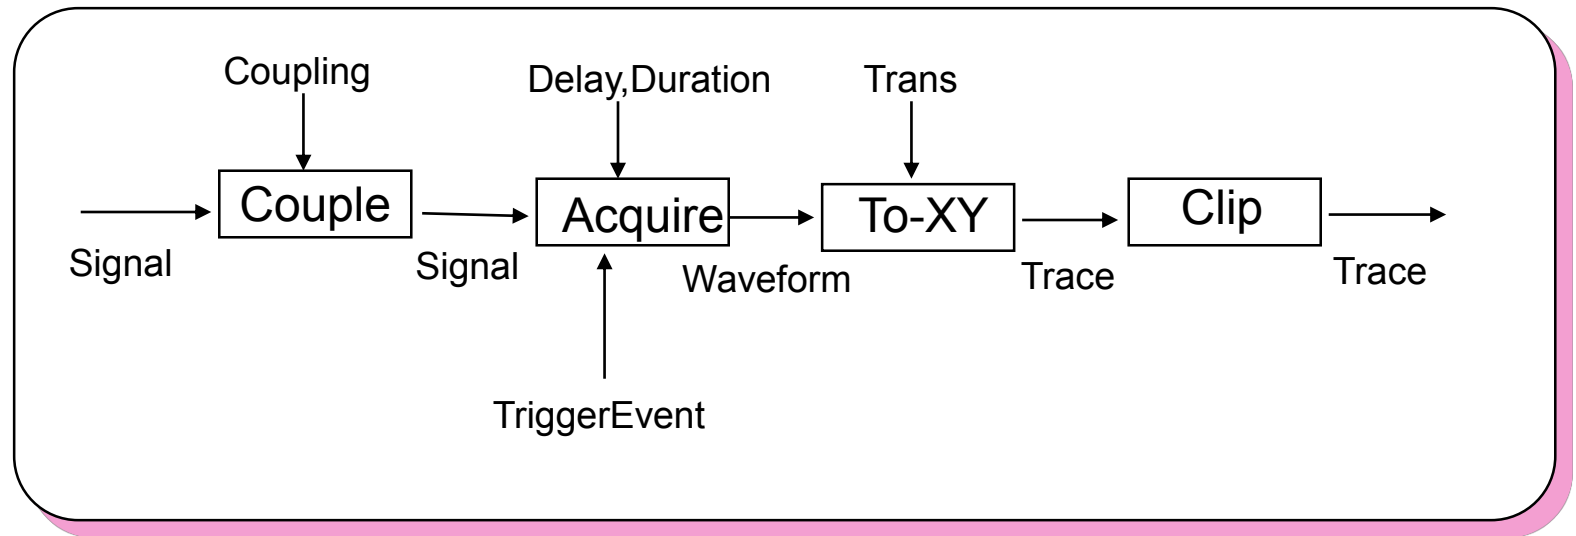 Coupling
Delay,Duration
Trans
Couple
Acquire
To-XY
Clip
Signal
Signal
Waveform
Trace
Trace
TriggerEvent